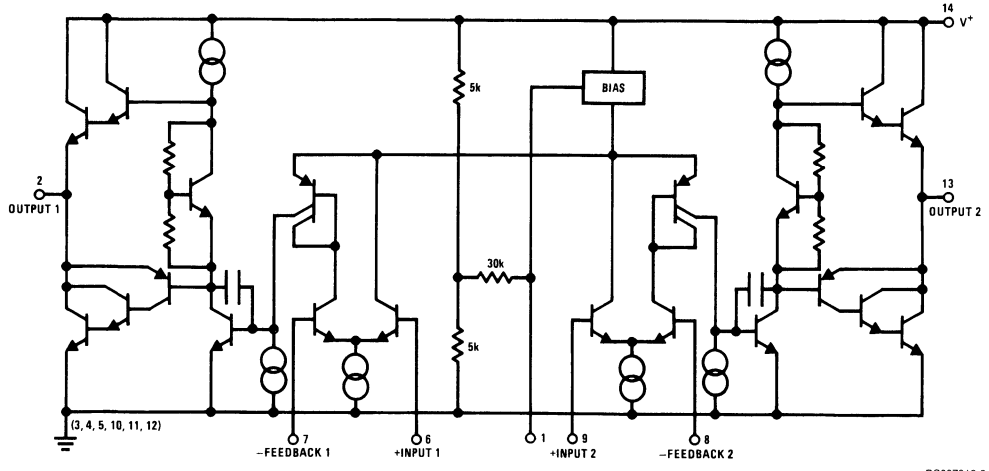 14
V+
5k
BIAS
2
OUTPUT 1
13
OUTPUT 2
30k
5k
(3, 4, 5, 10, 11, 12)
7
–FEEDBACK 1
6
+INPUT 1
1
9
+INPUT 2
8
–FEEDBACK 2